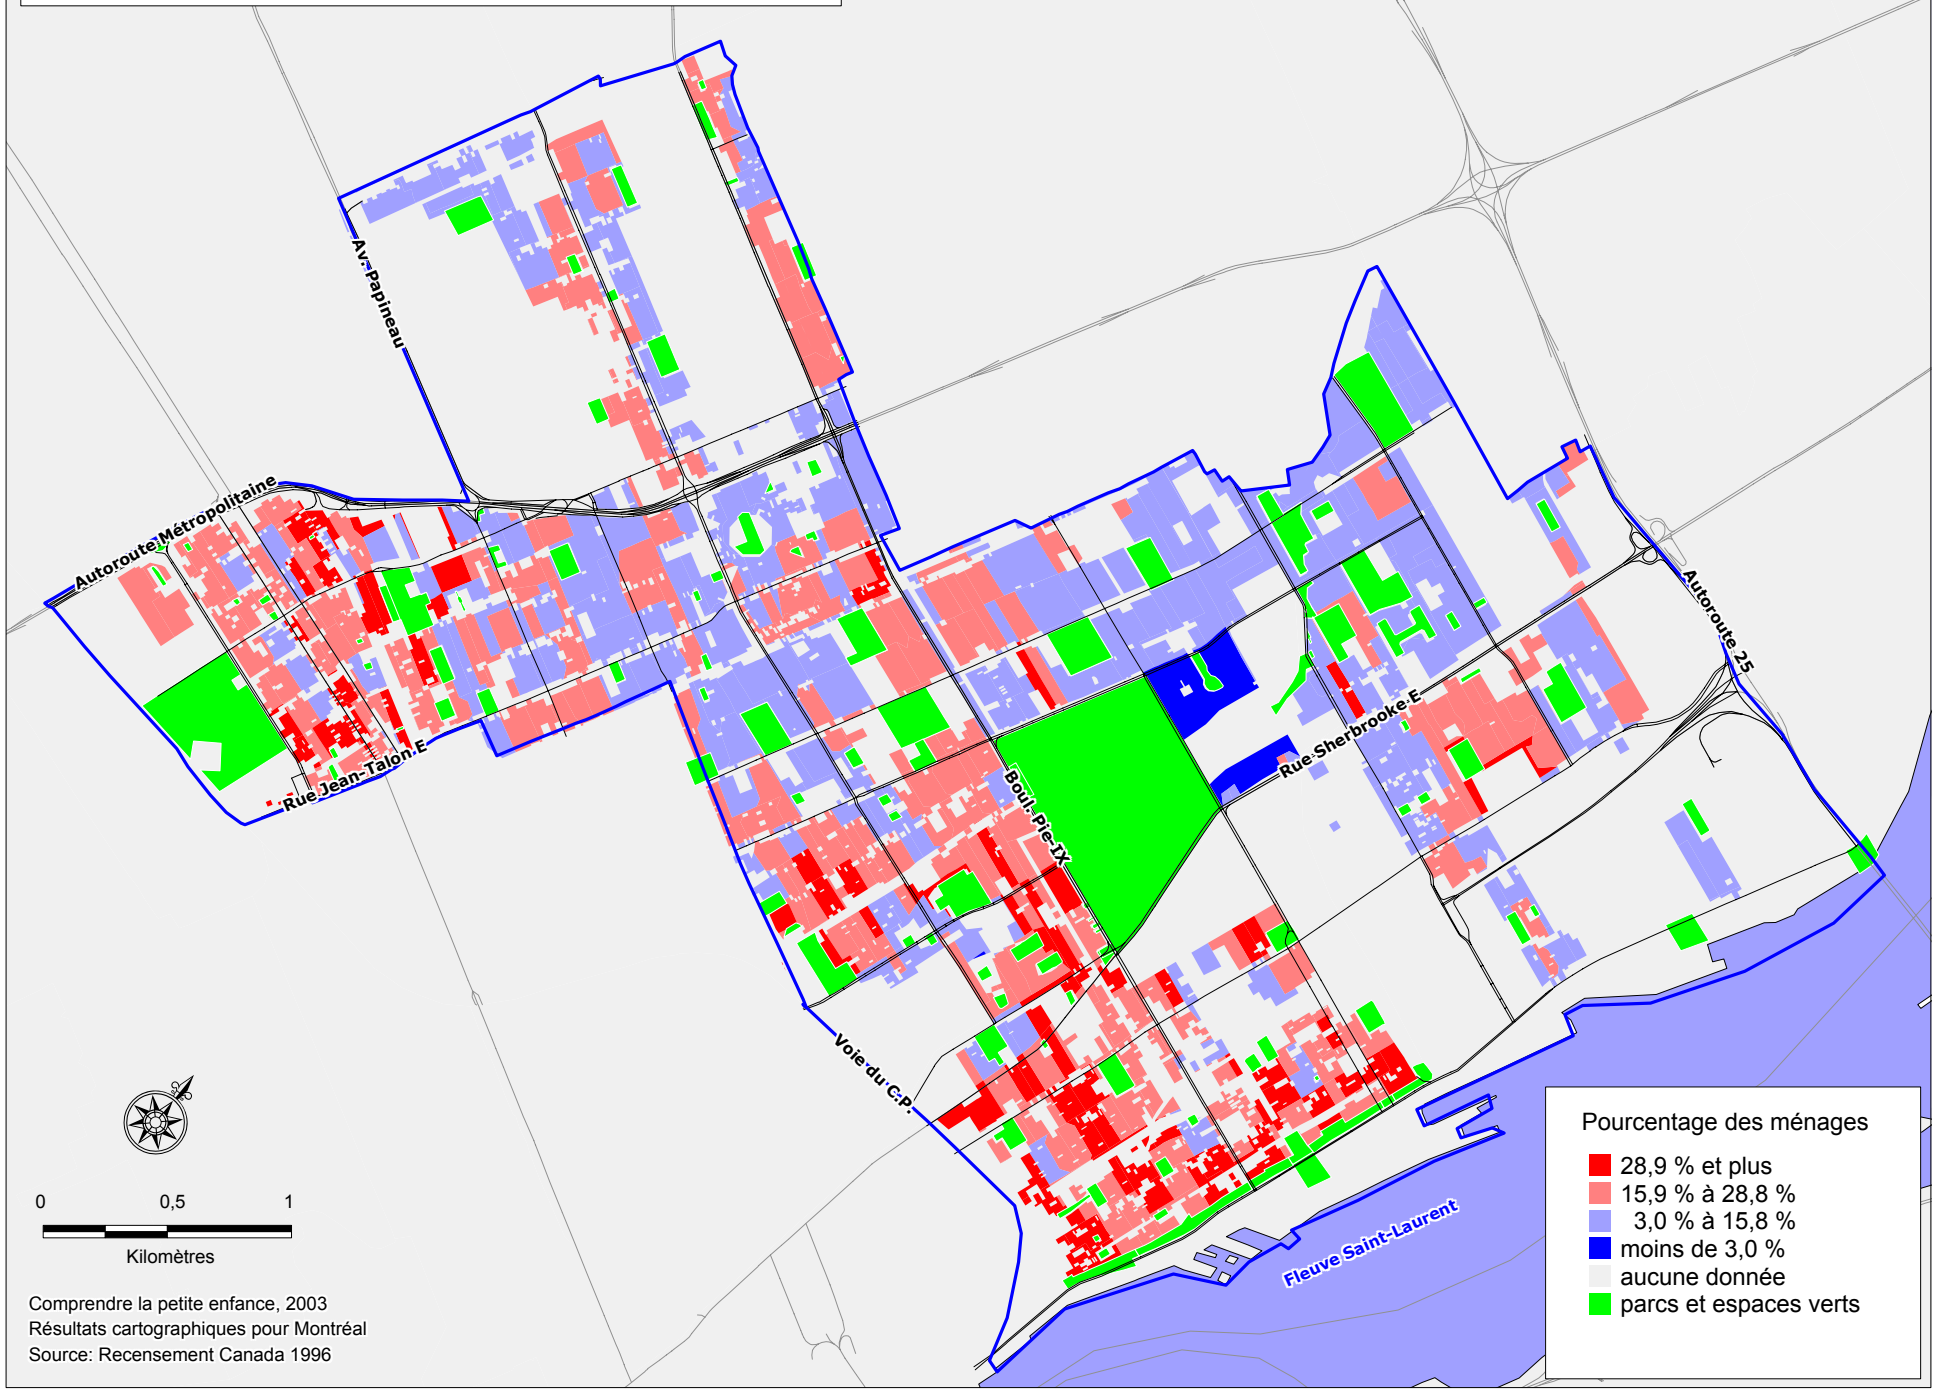 Av. Papineau
Autoroute Métropolitaine
Rue Jean-Talon E
Boul. Pie-IX
Rue Sherbrooke E
Autoroute 25
Voie du C.P.
Fleuve Saint-Laurent
0 0,5 1
Kilomètres
Comprendre la petite enfance, 2003
Résultats cartographiques pour Montréal
Source: Recensement Canada 1996
Pourcentage des ménages
28,9 % et plus
15,9 % à 28,8 %
3,0 % à 15,8 %
moins de 3,0 %
aucune donnée
parcs et espaces verts